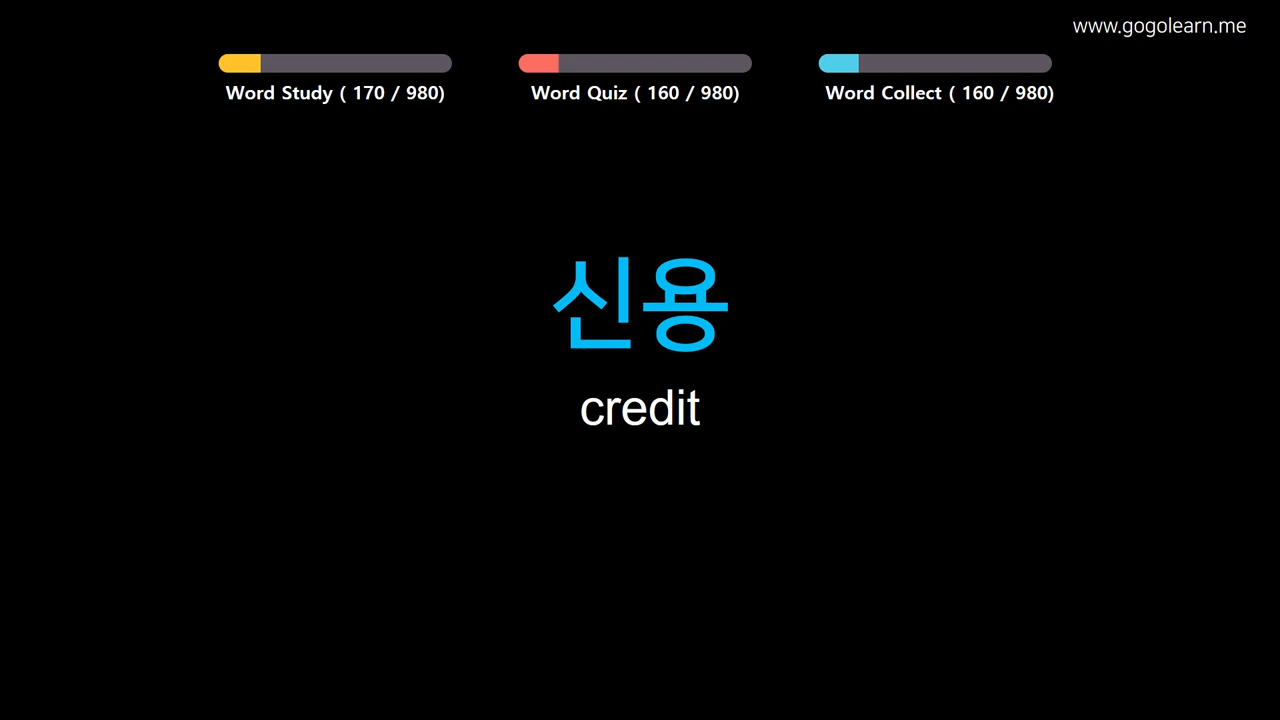 www.gogolearn.me
Word Study ( 170 / 980)
Word Quiz ( 160 / 980)
Word Collect ( 160 / 980)
신용
credit